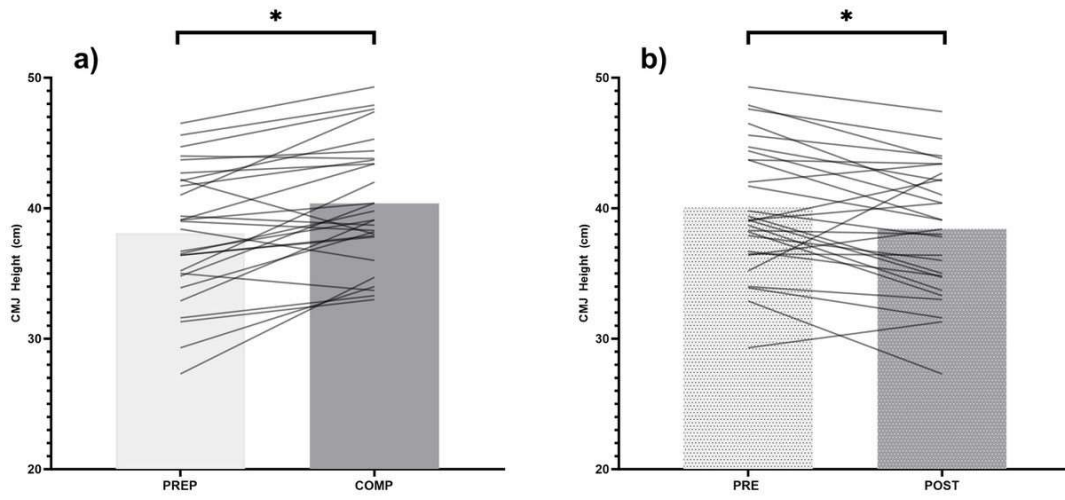 *
a)
50
40
30
20
CMJ Height (cm)
PREP COMP
*
b)
50
40
30
20
CMJ Height (cm)
PRE POST